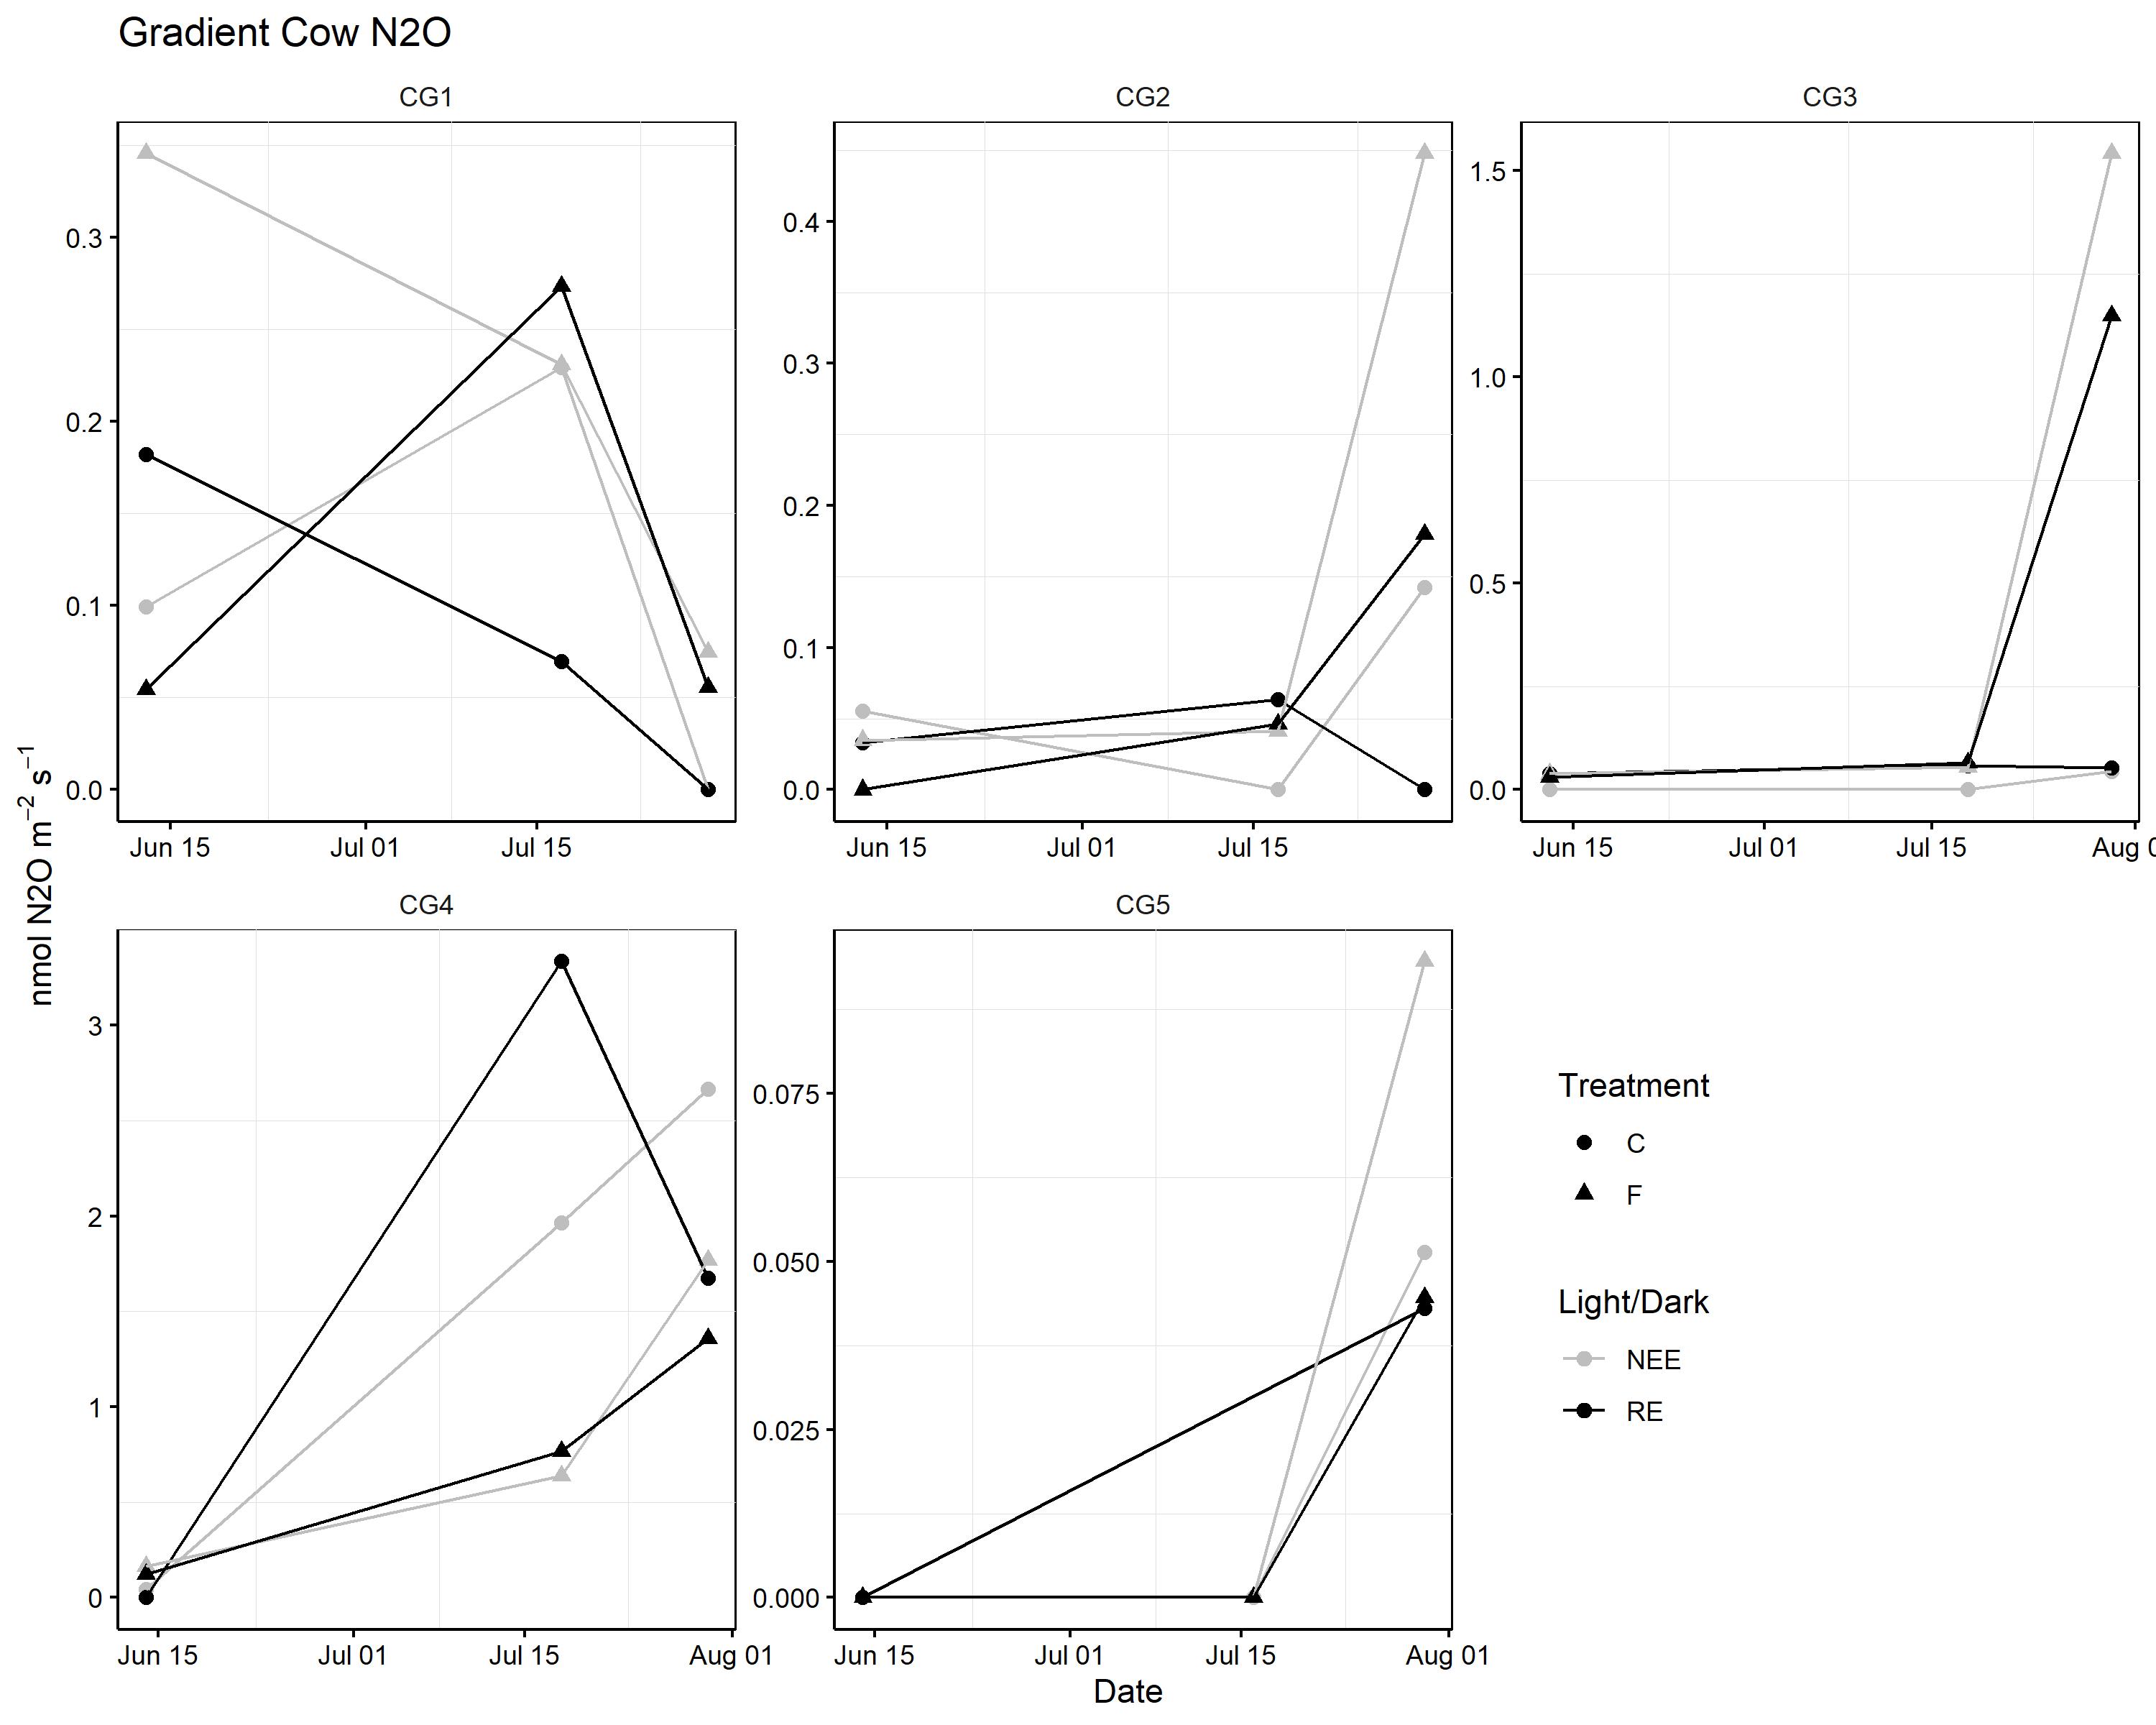 Gradient Cow N2O
CG1
CG2
CG3
0.3
0.2
0.1
0.0
0.4
0.3
0.2
0.1
0.0
1.5
1.0
0.5
0.0
Jun 15
Jul 01
Jul 15
Jun 15
Jul 01
Jul 15
Jun 15
Jul 01
Jul 15
Aug 0
nmol N2O m−2 s−1
CG4
CG5
3
2
1
0
0.075
0.050
0.025
0.000
Jun 15
Jul 01
Jul 15
Aug 01
Jun 15
Jul 01
Jul 15
Aug 01
Date
Treatment
C
F
Light/Dark
NEE
RE